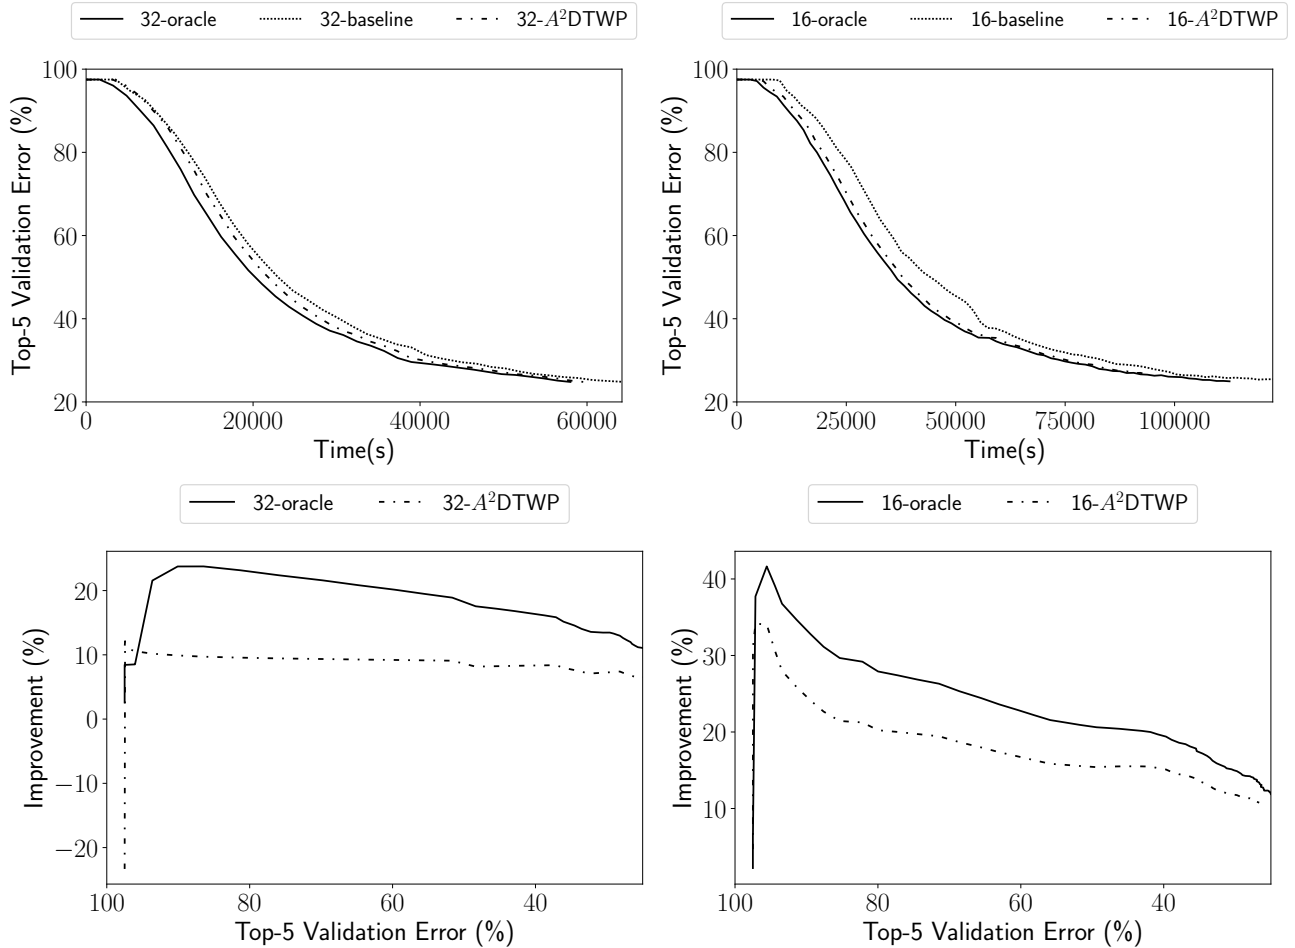 32-oracle 32-baseline 32-A²DTWP
16-oracle 16-baseline 16-A²DTWP
Top-5 Validation Error (%)
100
80
60
40
20
0 20000 40000 60000
Time(s)
Top-5 Validation Error (%)
100
80
60
40
20
0 25000 50000 75000 100000
Time(s)
32-oracle 32-A²DTWP
16-oracle 16-A²DTWP
Improvement (%)
20
10
0
−10
−20
100 80 60 40
Top-5 Validation Error (%)
Improvement (%)
40
30
20
10
100 80 60 40
Top-5 Validation Error (%)